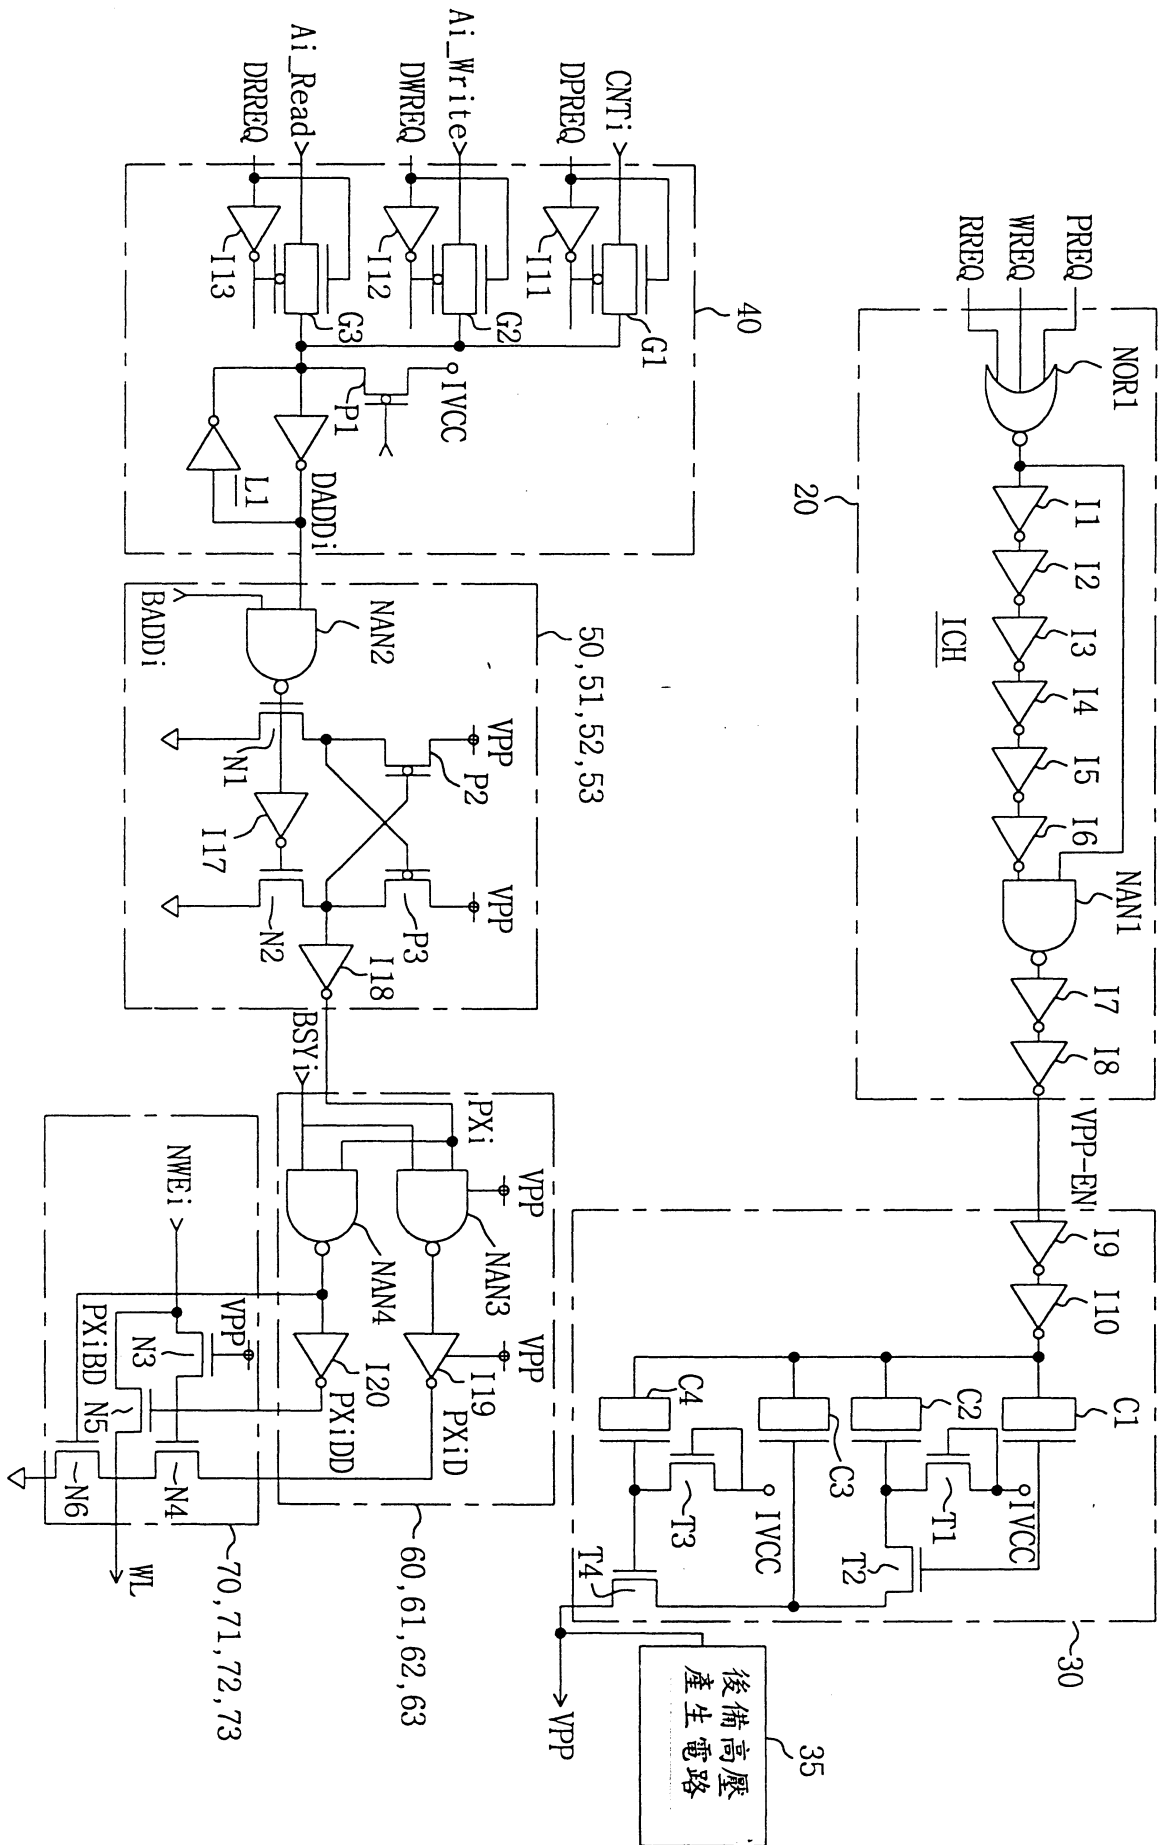 PREQ
WREQ
RREQ
NOR1
I1
I2
I3
I4
I5
I6
ICH
NAN1
I7
I8
20
VPP-EN
I9
I10
C1
C2
C3
C4
T1
IVCC
T2
T3
IVCC
T4
30
VPP
後備高壓
產生電路
35
CNTi
DPREQ
Ai_Write
DWREQ
Ai_Read
DRREQ
I11
I12
I13
G1
G2
G3
40
IVCC
P1
L1
DADDi
BADDi
NAN2
50,51,52,53
VPP
P2
N1
I17
VPP
P3
N2
I18
BSYi
PXi
VPP
NAN3
NAN4
VPP
I19
I20
PXiD
PXiDD
60,61,62,63
NWEi
VPP
N3
PXiBD
N5
N4
N6
WL
70,71,72,73